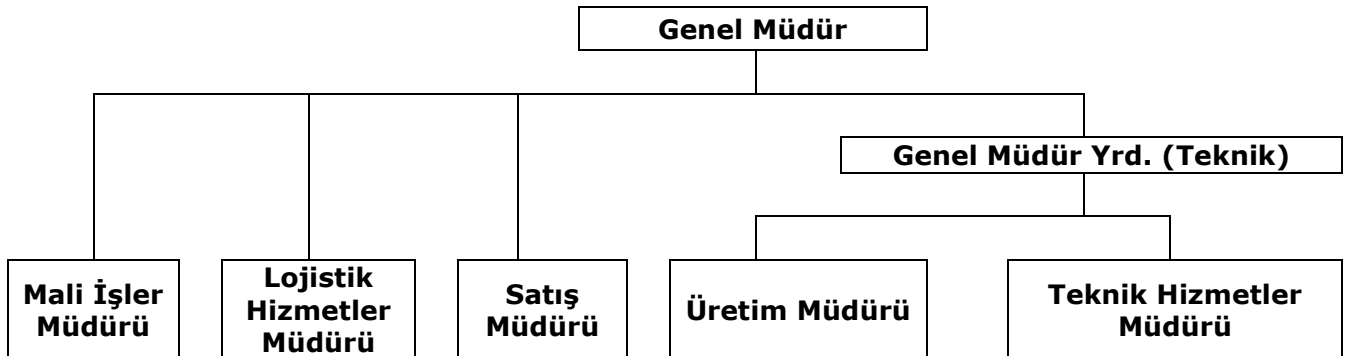 Genel Müdür
Genel Müdür Yrd. (Teknik)
Mali İşler
Müdürü
Lojistik
Hizmetler
Müdürü
Satış
Müdürü
Üretim Müdürü
Teknik Hizmetler
Müdürü